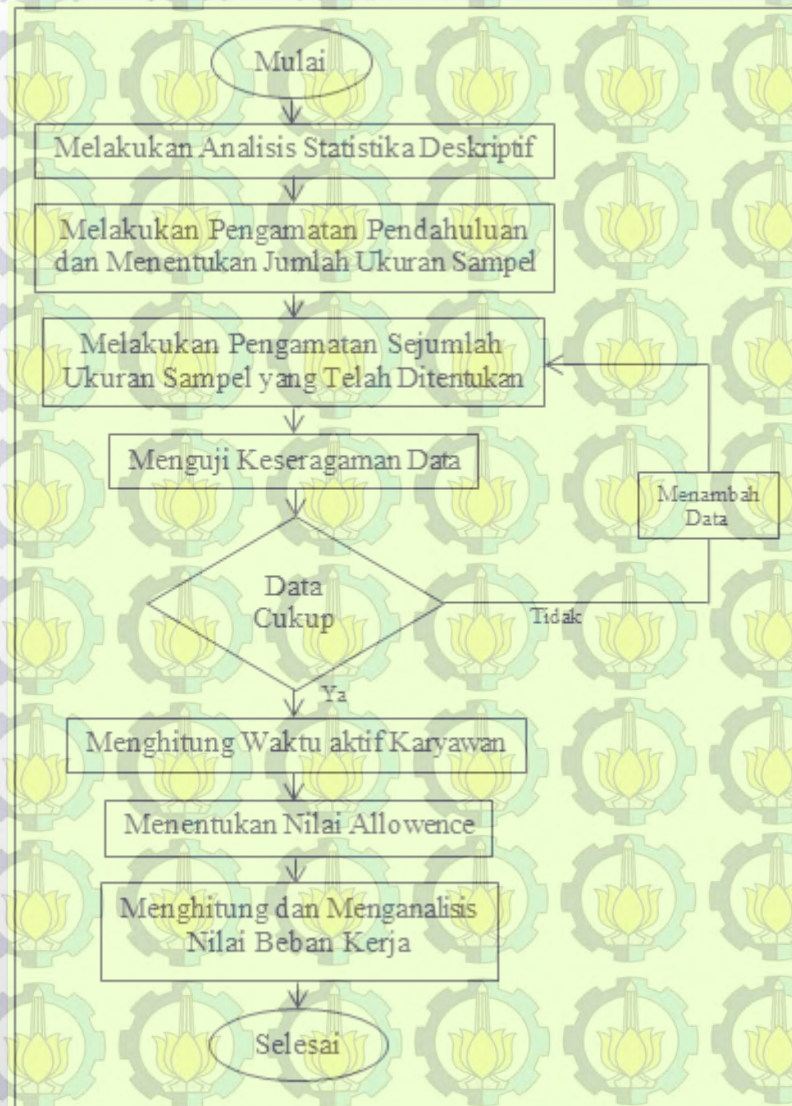 Mulai
Melakukan Analisis Statistika Deskriptif
Melakukan Pengamatan Pendahuluan
dan Menentukan Jumlah Ukuran Sampel
Melakukan Pengamatan Sejumlah
Ukuran Sampel yang Telah Ditentukan
Menguji Keseragaman Data
Menambah
Data
Data
Cukup
Tidak
Ya
Menghitung Waktu aktif Karyawan
Menentukan Nilai Allowence
Menghitung dan Menganalisis
Nilai Beban Kerja
Selesai